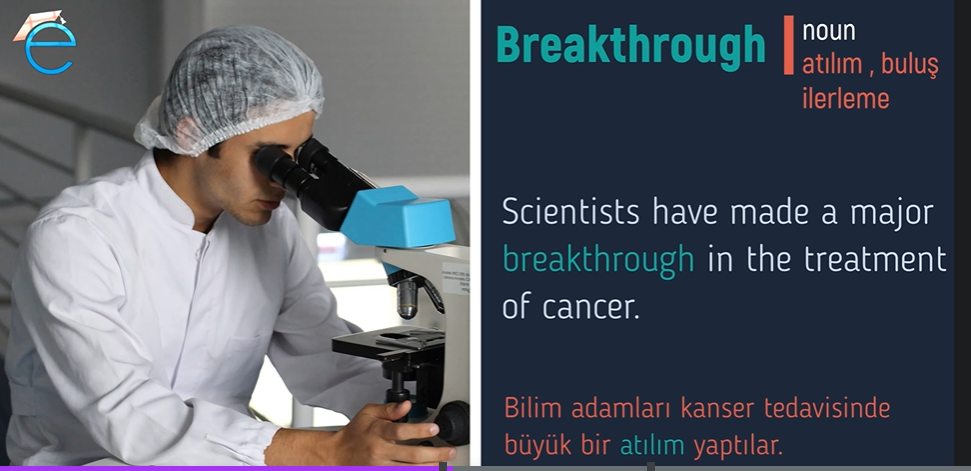 Breakthrough
noun
atılım , buluş
ilerleme
Scientists have made a major
breakthrough in the treatment
of cancer.
Bilim adamları kanser tedavisinde
büyük bir atılım yaptılar.